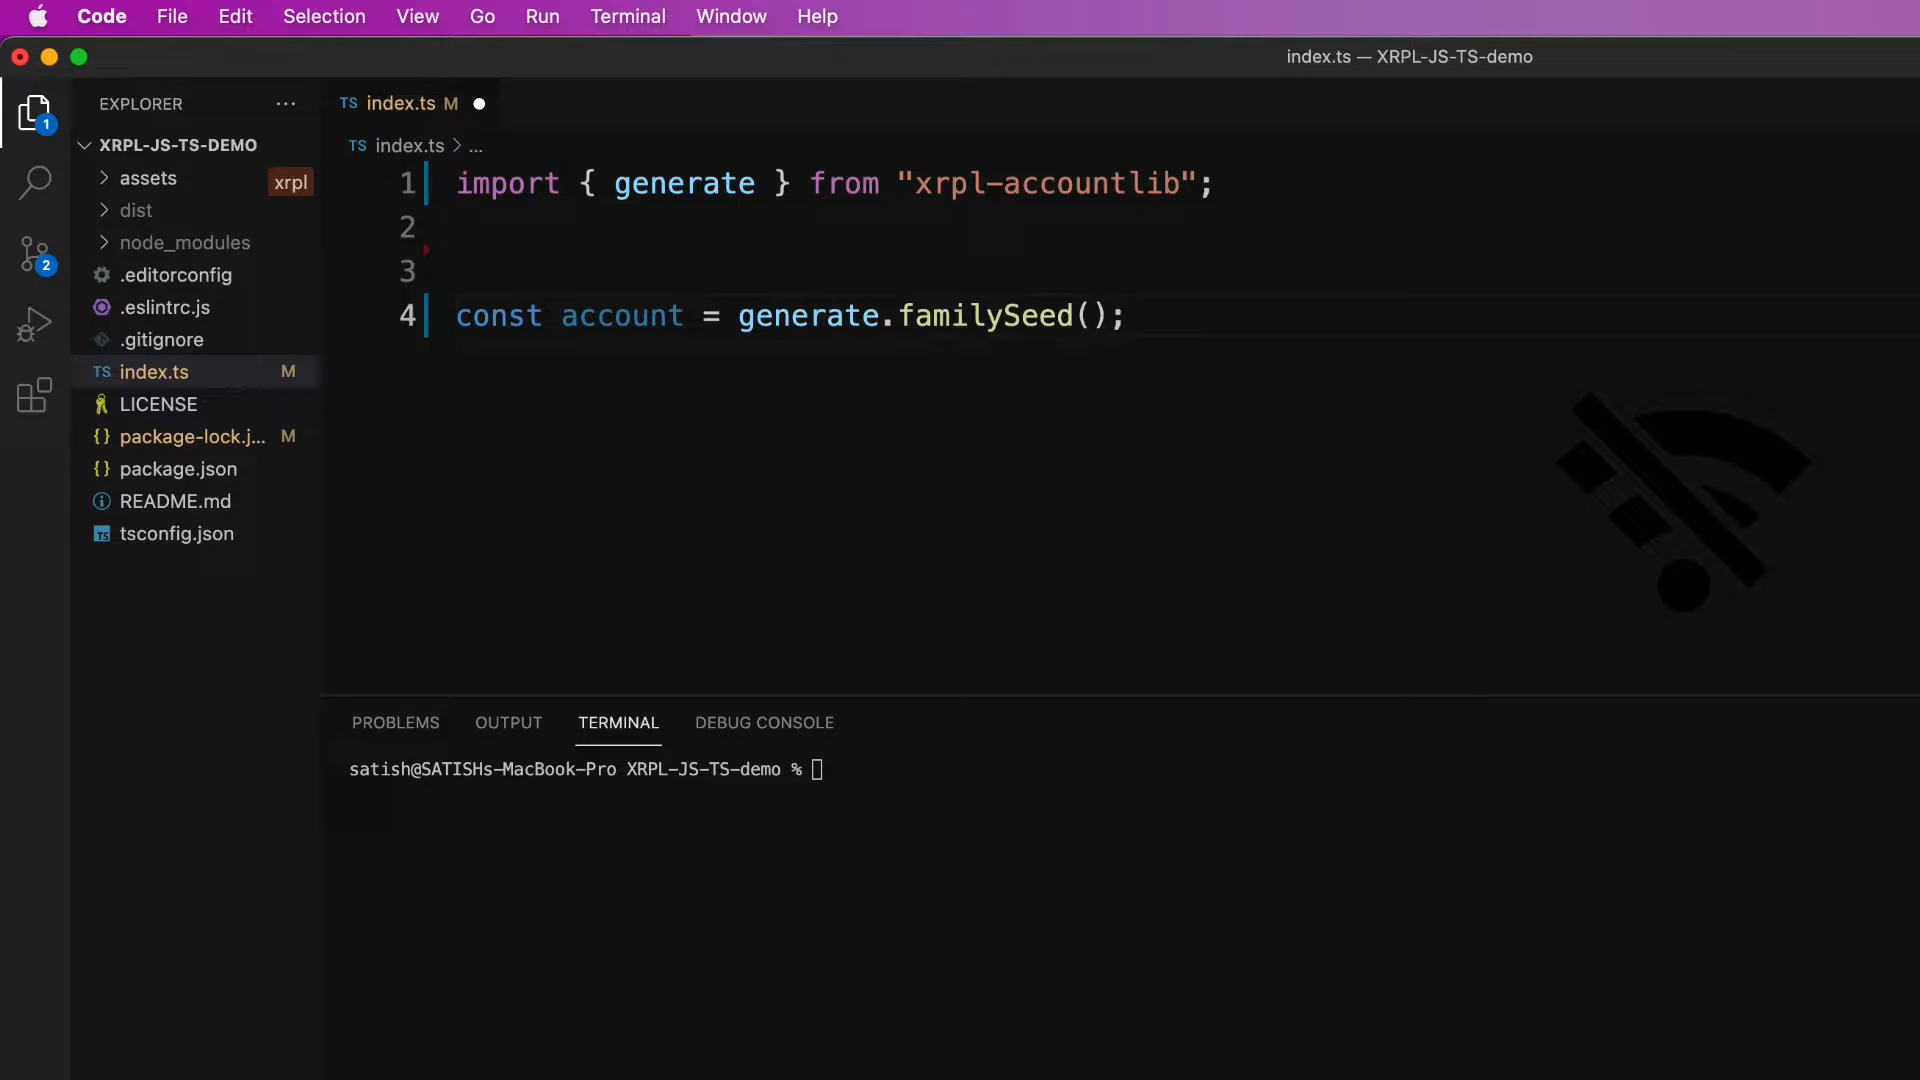 Code File Edit Selection View Go Run Terminal Window Help
index.ts — XRPL-JS-TS-demo
EXPLORER ...
TS index.ts M
1
XRPL-JS-TS-DEMO
TS index.ts > ...
assets
xrpl
dist
node_modules
.editorconfig
2
.eslintrc.js
.gitignore
TS index.ts M
LICENSE
{} package-lock.j... M
{} package.json
README.md
TS tsconfig.json
1 import { generate } from "xrpl-accountlib";
2
3
4 const account = generate.familySeed();
PROBLEMS OUTPUT TERMINAL DEBUG CONSOLE
satish@SATISHs-MacBook-Pro XRPL-JS-TS-demo %